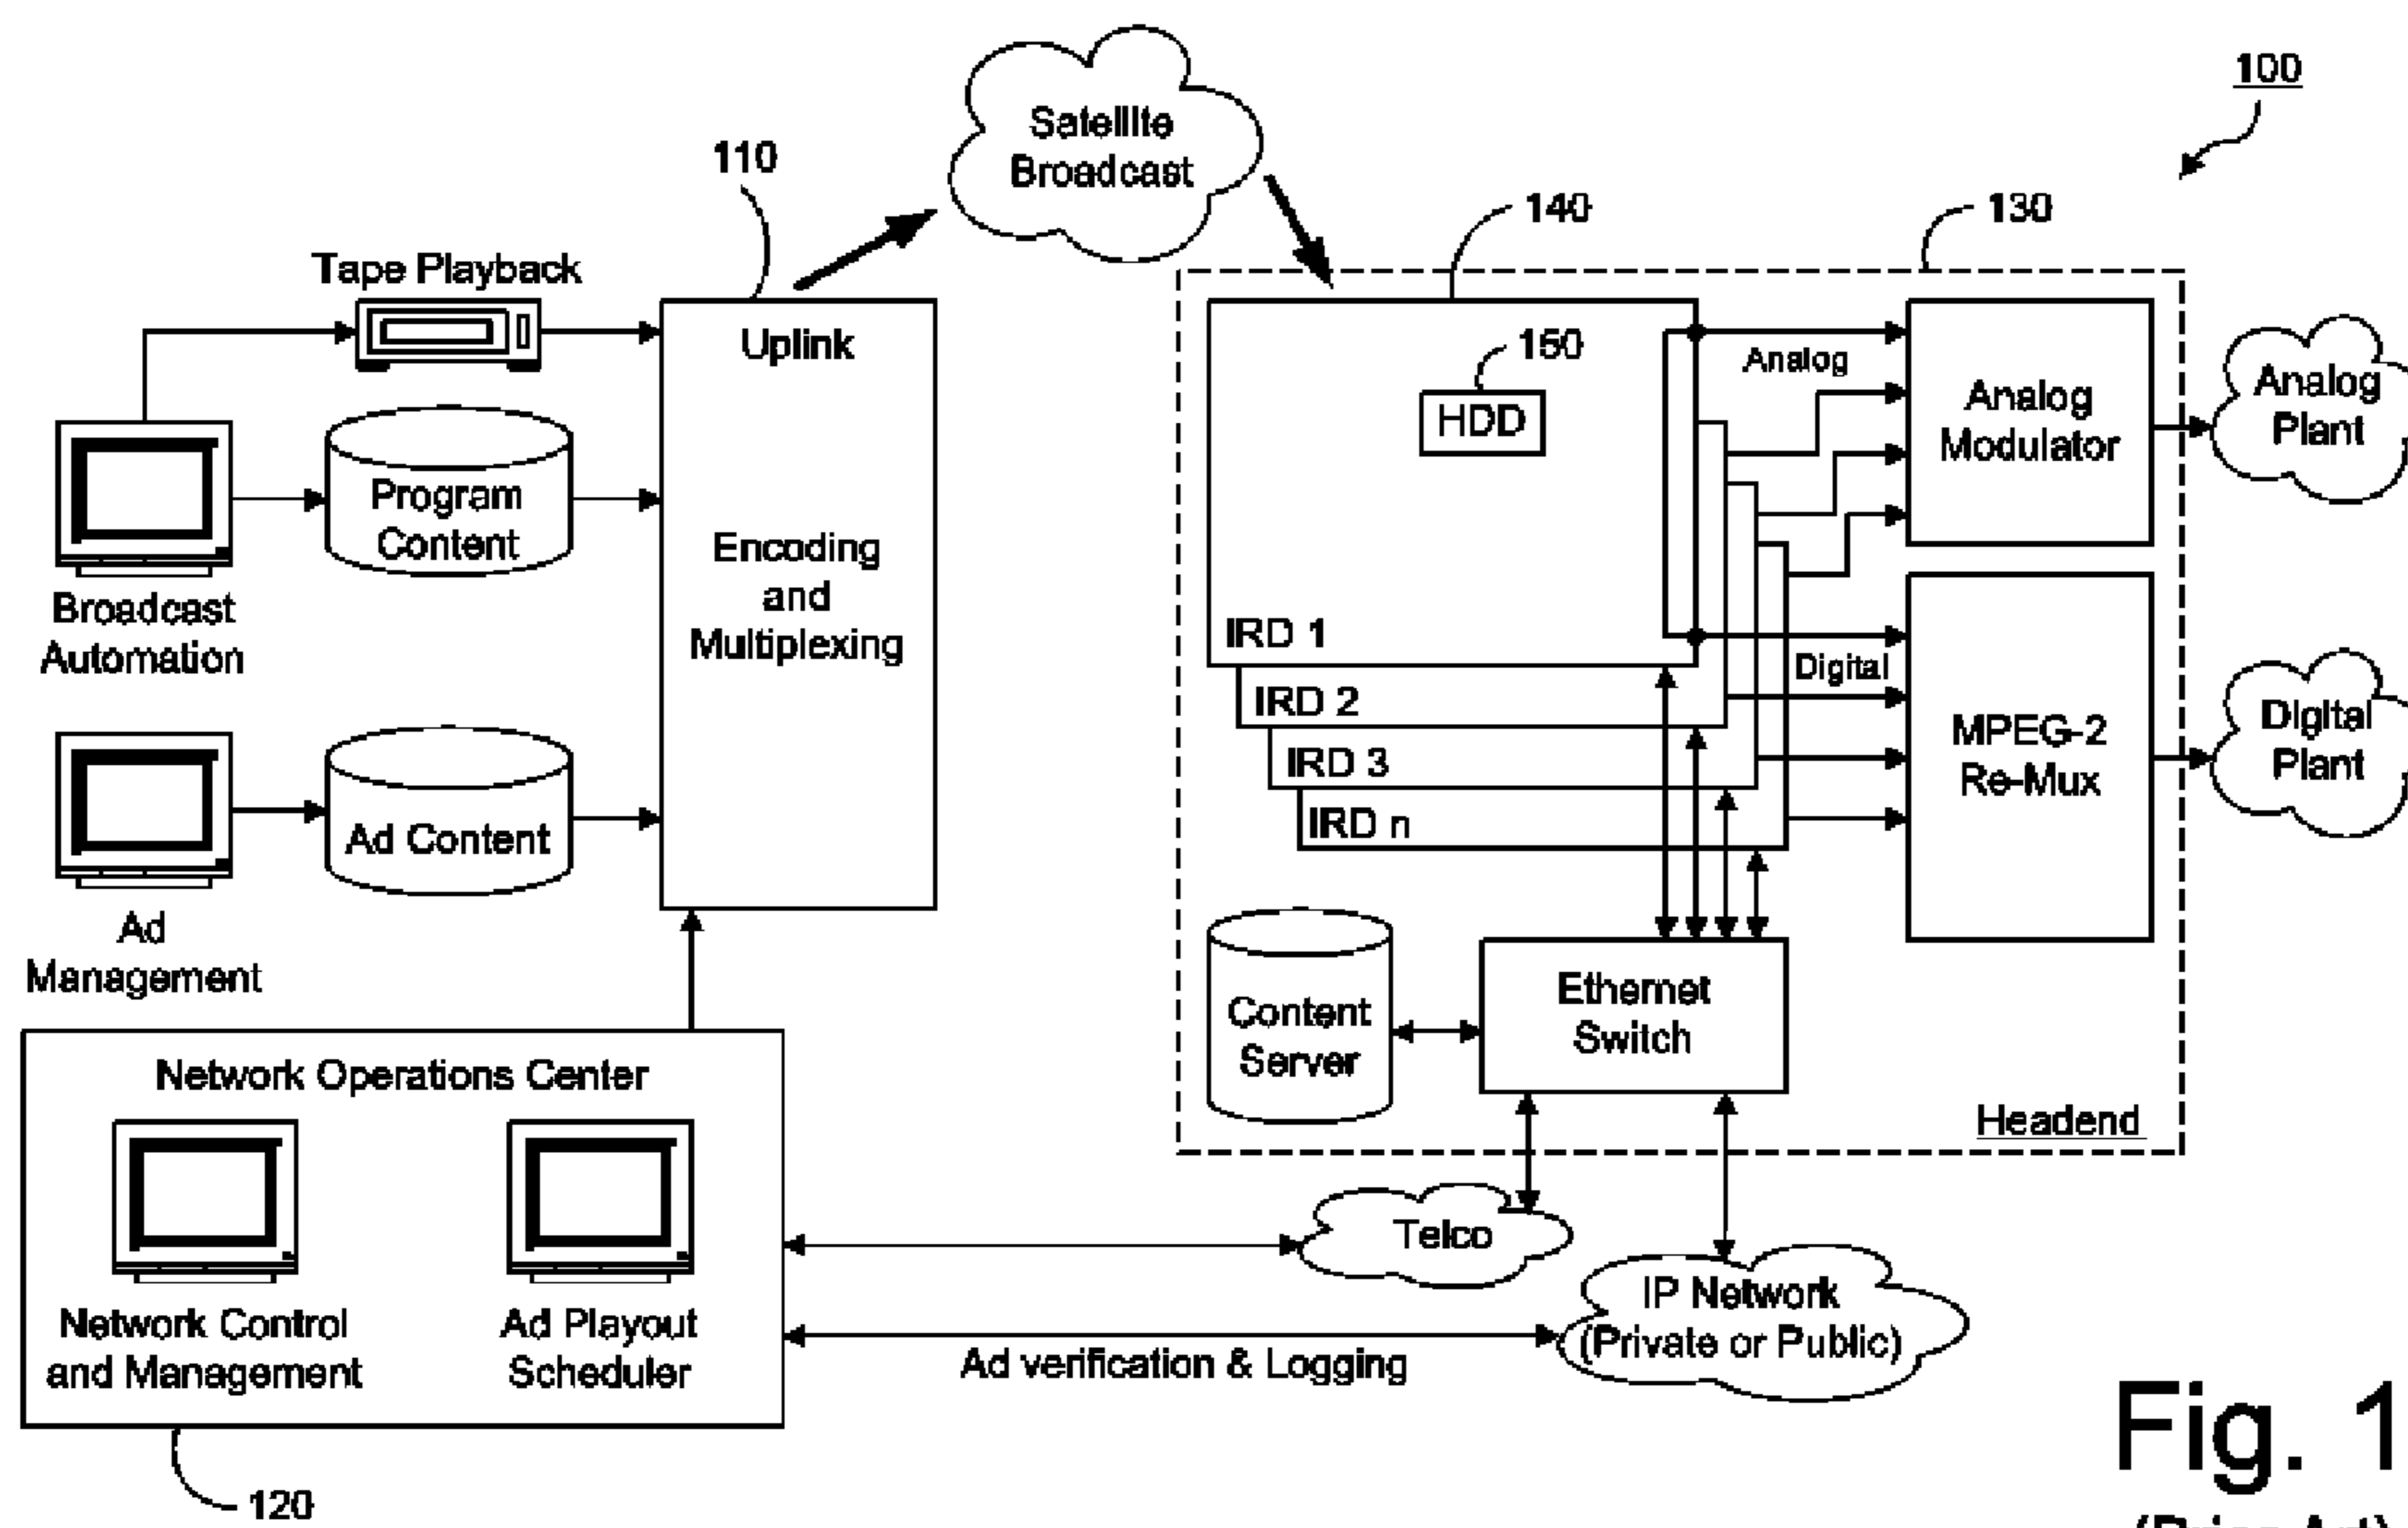 100
Satellite
Broadcast
110
140
130
Tape Playback
Uplink
Encoding
and
Multiplexing
150
HDD
Analog
Analog
Modulator
Analog
Plant
Program
Content
Broadcast
Automation
IRD 1
IRD 2
IRD 3
IRD n
Digital
MPEG-2
Re-Mux
Digital
Plant
Ad Content
Ad
Management
Content
Server
Ethernet
Switch
Headend
Network Operations Center
Network Control
and Management
Ad Playout
Scheduler
Telco
IP Network
(Private or Public)
Ad verification & Logging
120
Fig. 1
(Prior Art)